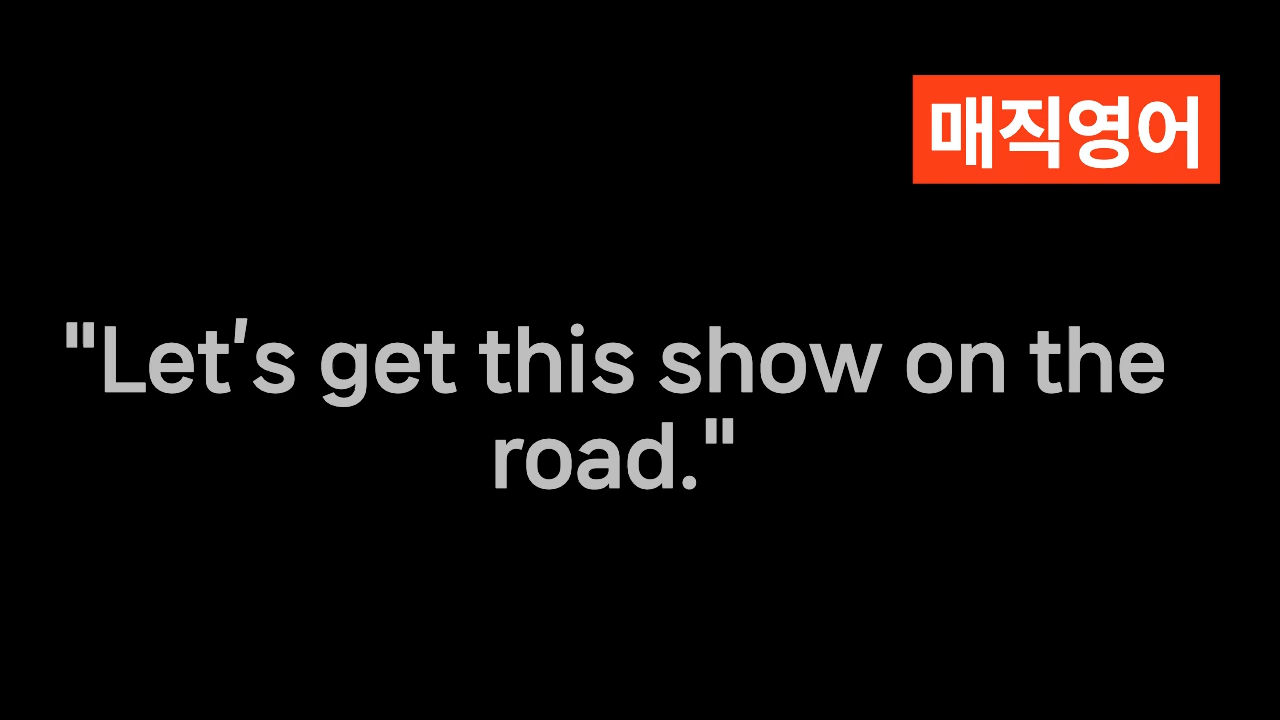 매직영어
"Let's get this show on the
road."